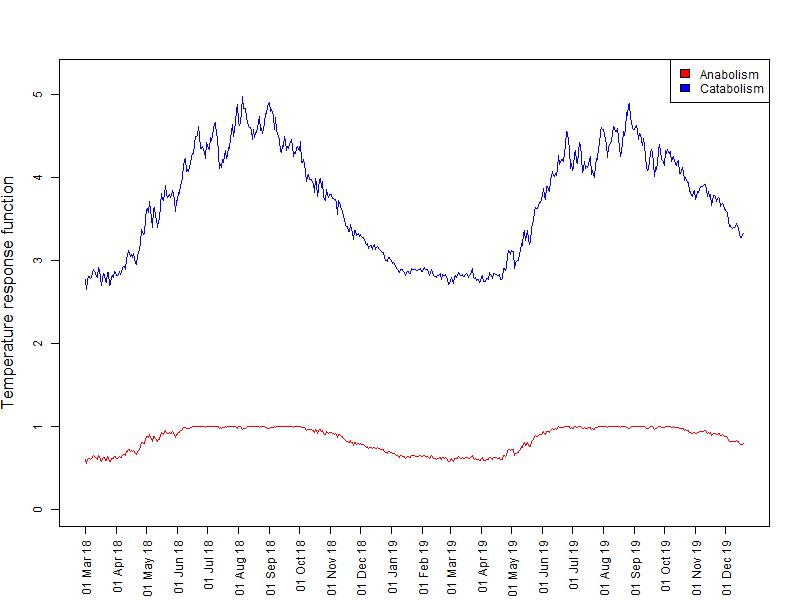 Anabolism
Catabolism
Temperature response function
5
4
3
2
1
0
01 Mar 18
01 Apr 18
01 May 18
01 Jun 18
01 Jul 18
01 Aug 18
01 Sep 18
01 Oct 18
01 Nov 18
01 Dec 18
01 Jan 19
01 Feb 19
01 Mar 19
01 Apr 19
01 May 19
01 Jun 19
01 Jul 19
01 Aug 19
01 Sep 19
01 Oct 19
01 Nov 19
01 Dec 19